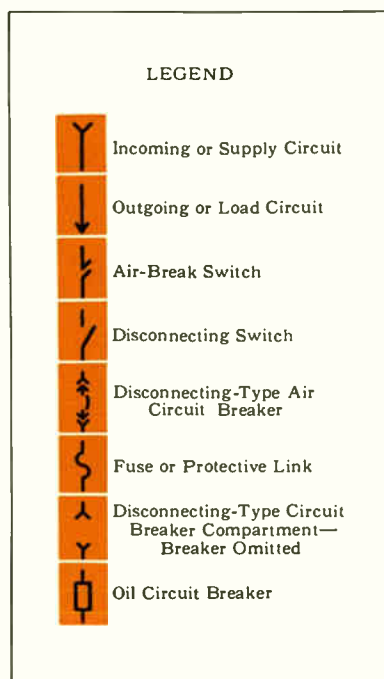 LEGEND
Incoming or Supply Circuit
Outgoing or Load Circuit
Air-Break Switch
Disconnecting Switch
Disconnecting-Type Air
Circuit Breaker
Fuse or Protective Link
Disconnecting-Type Circuit
Breaker Compartment—
Breaker Omitted
Oil Circuit Breaker